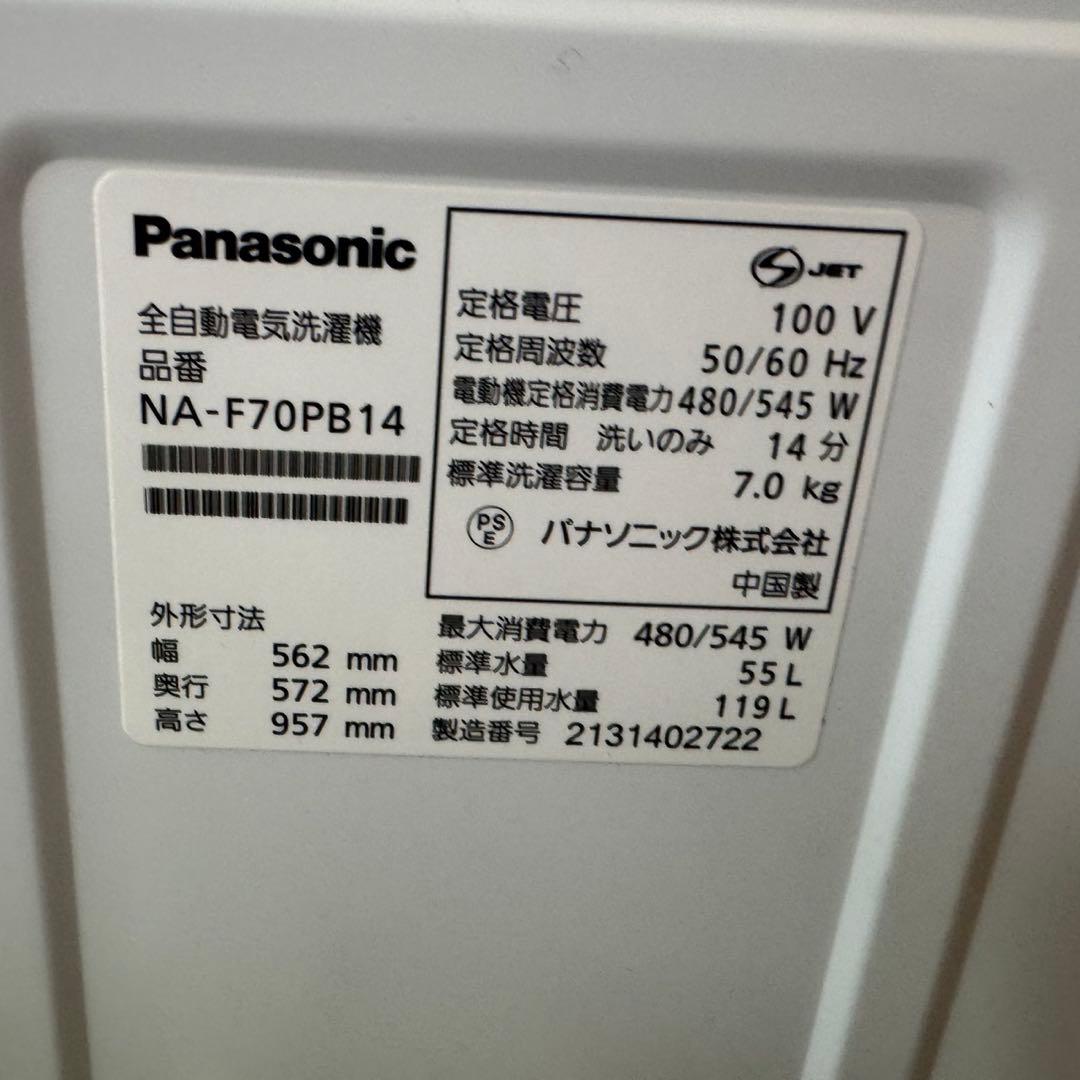 Panasonic
全自動電気洗濯機
品番
NA-F70PB14
JET
定格電圧 100 V
定格周波数 50/60 Hz
電動機定格消費電力 480/545 W
定格時間 洗いのみ 14 分
標準洗濯容量 7.0 kg
PS
E パナソニック株式会社
中国製
外形寸法
幅 562 mm
奥行 572 mm
高さ 957 mm
最大消費電力 480/545 W
標準水量 55 L
標準使用水量 119 L
製造番号 2131402722